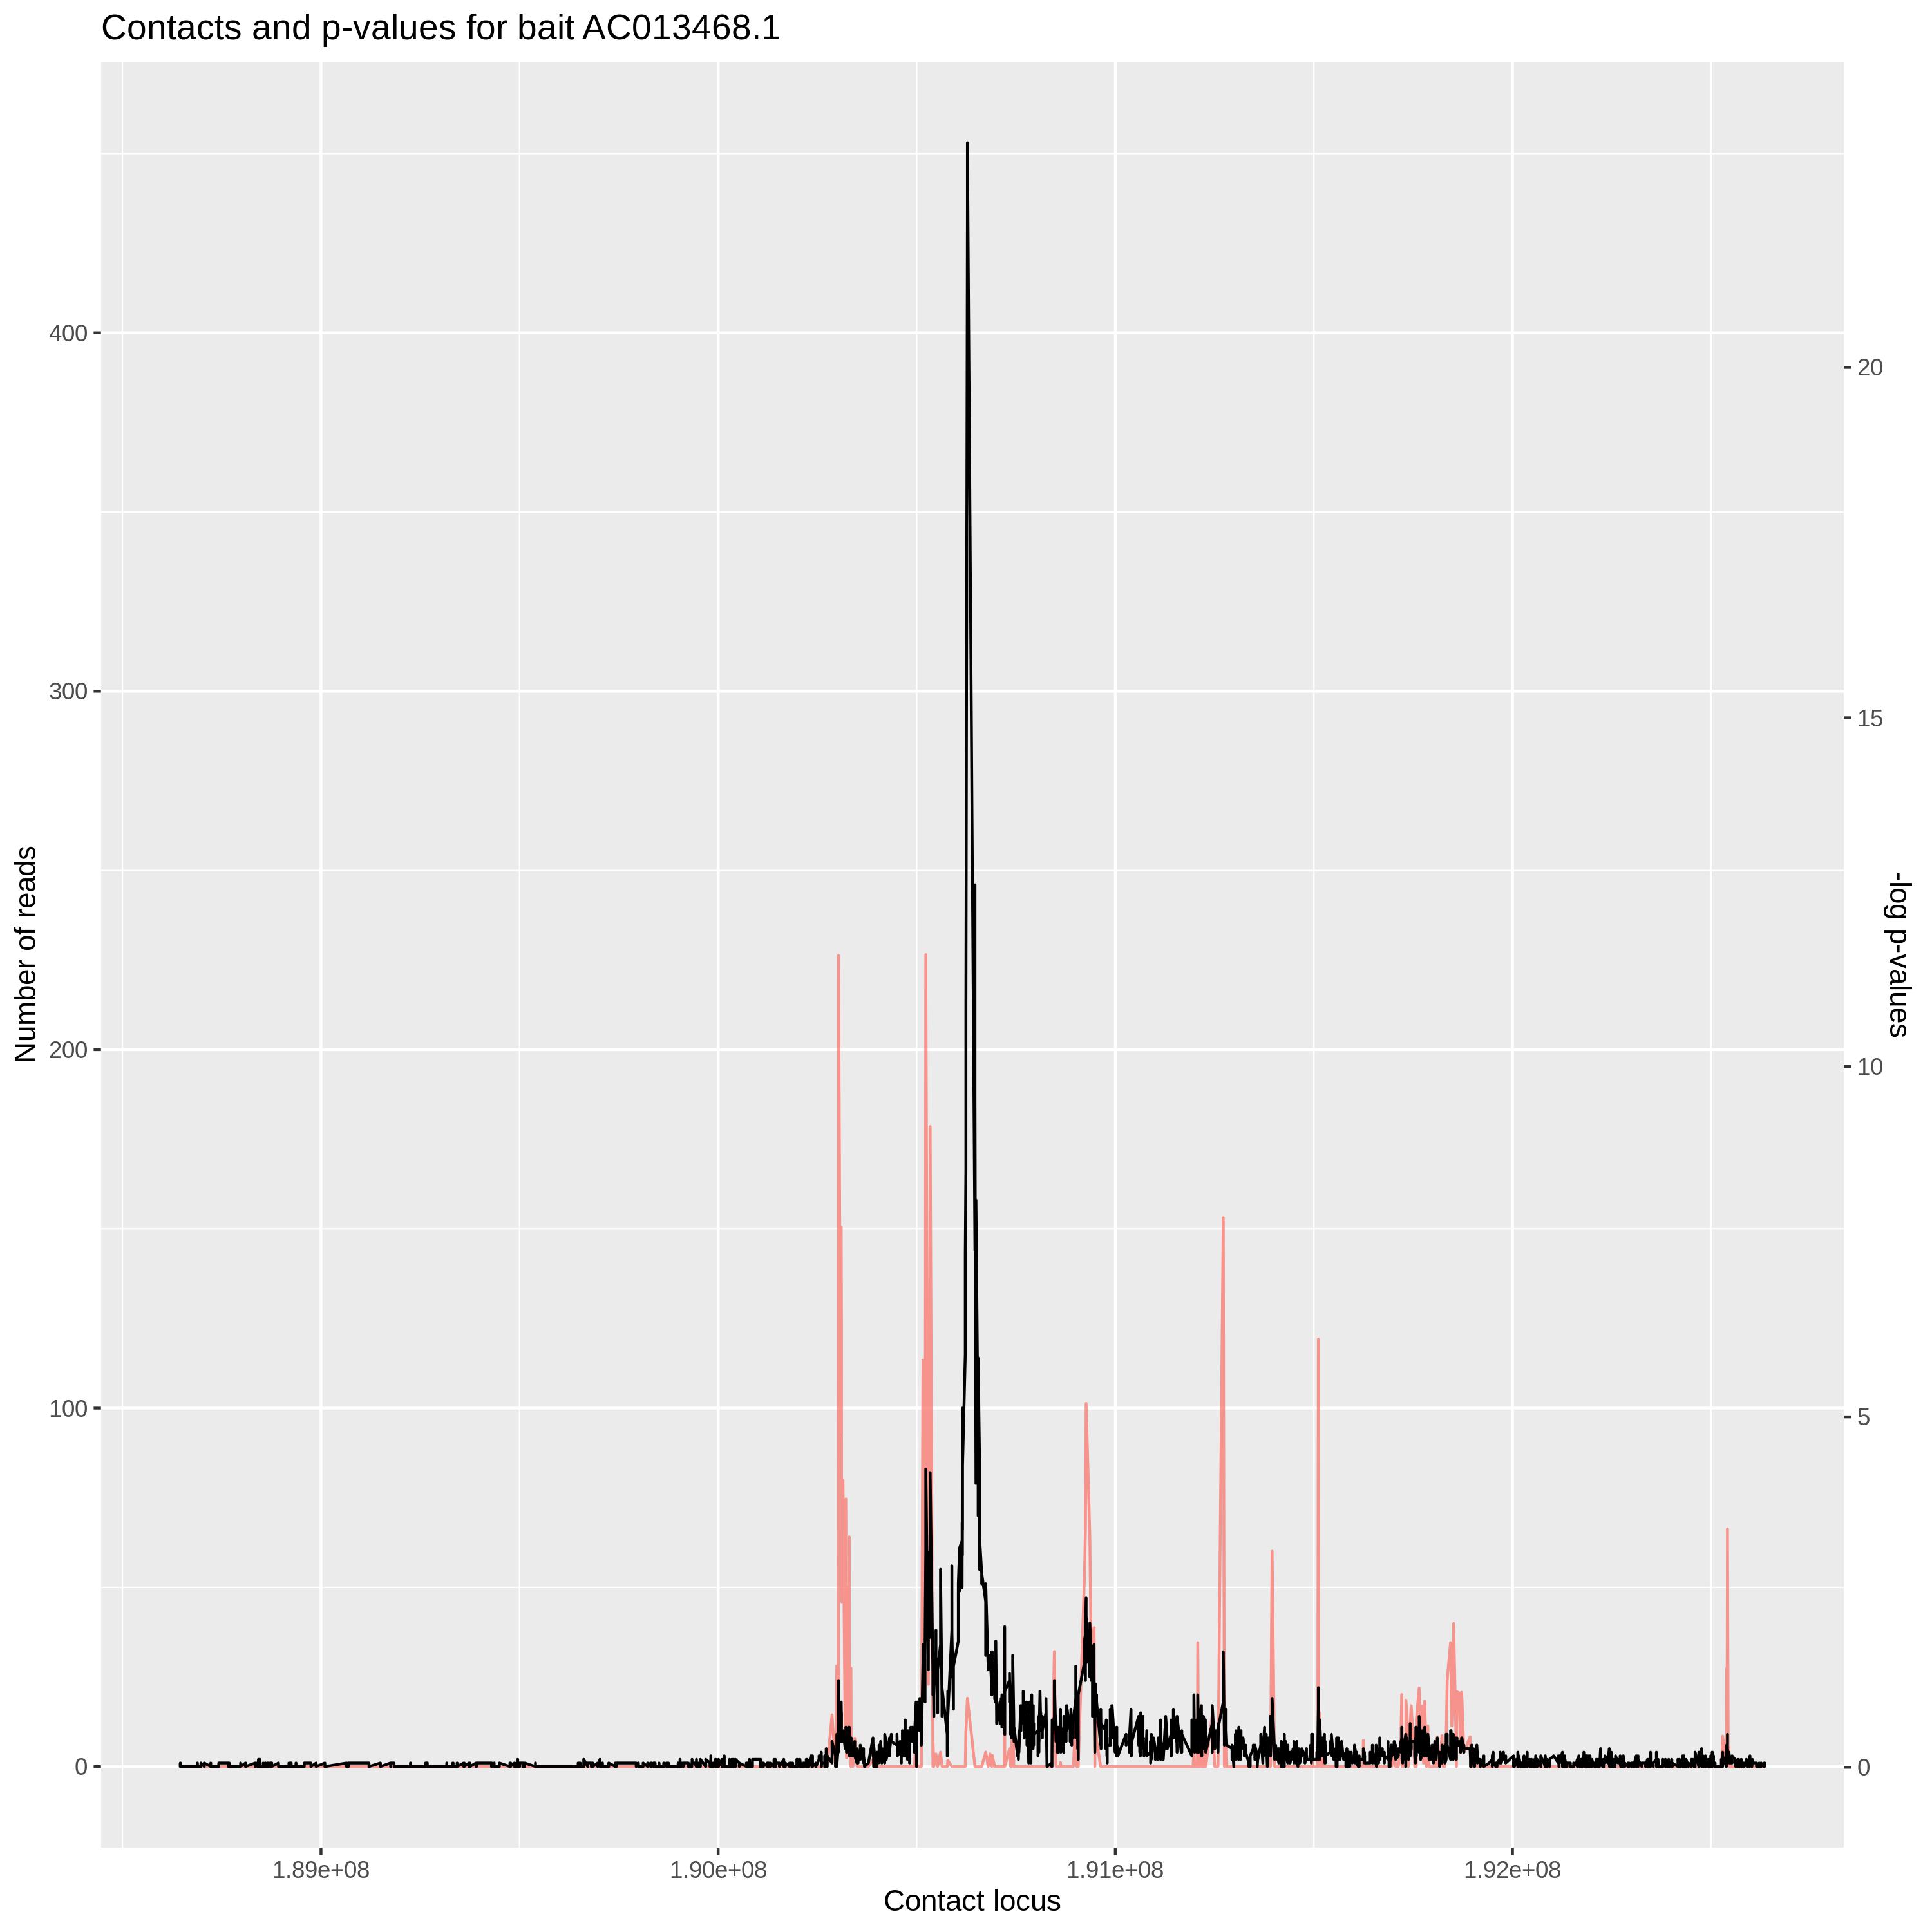 Contacts and p-values for bait AC013468.1
400
300
200
100
0
20
15
10
5
0
Number of reads
-log p-values
1.89e+08
1.90e+08
1.91e+08
1.92e+08
Contact locus